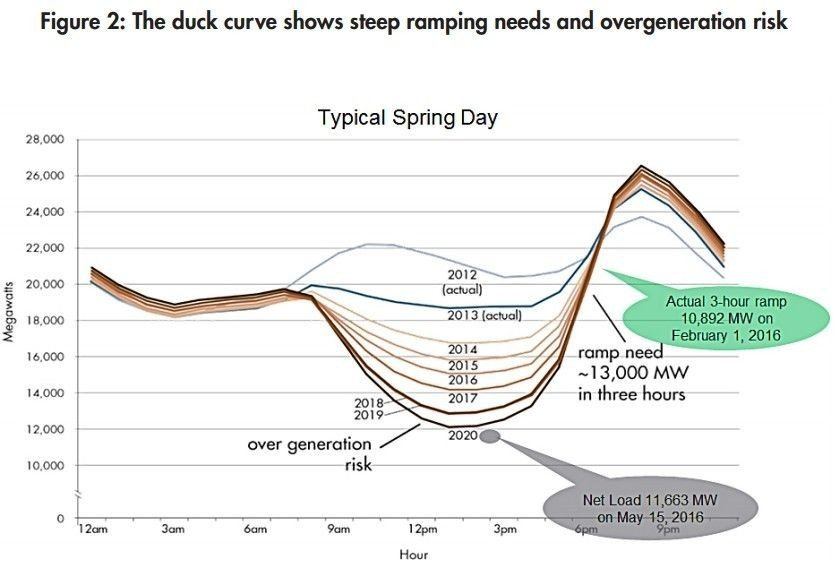 Figure 2: The duck curve shows steep ramping needs and overgeneration risk
Typical Spring Day
Megawatts
28,000
26,000
24,000
22,000
20,000
18,000
16,000
14,000
12,000
10,000
0
2012
(actual)
2013 (actual)
2014
2015
2016
2017
2018
2019
2020
Actual 3-hour ramp
10,892 MW on
February 1, 2016
ramp need
~13,000 MW
in three hours
over generation
risk
Net Load 11,663 MW
on May 15, 2016
12am 3am 6am 9am 12pm 3pm 6pm 9pm
Hour